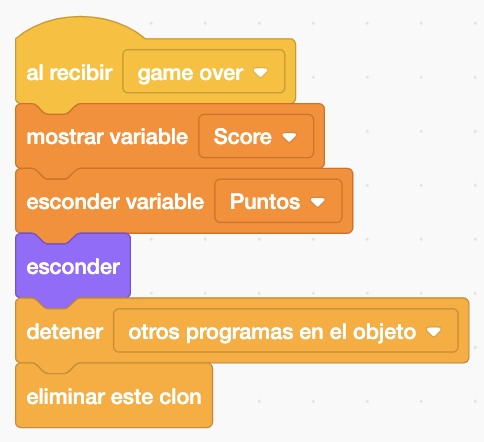 al recibir game over
mostrar variable Score
esconder variable Puntos
esconder
detener otros programas en el objeto
eliminar este clon